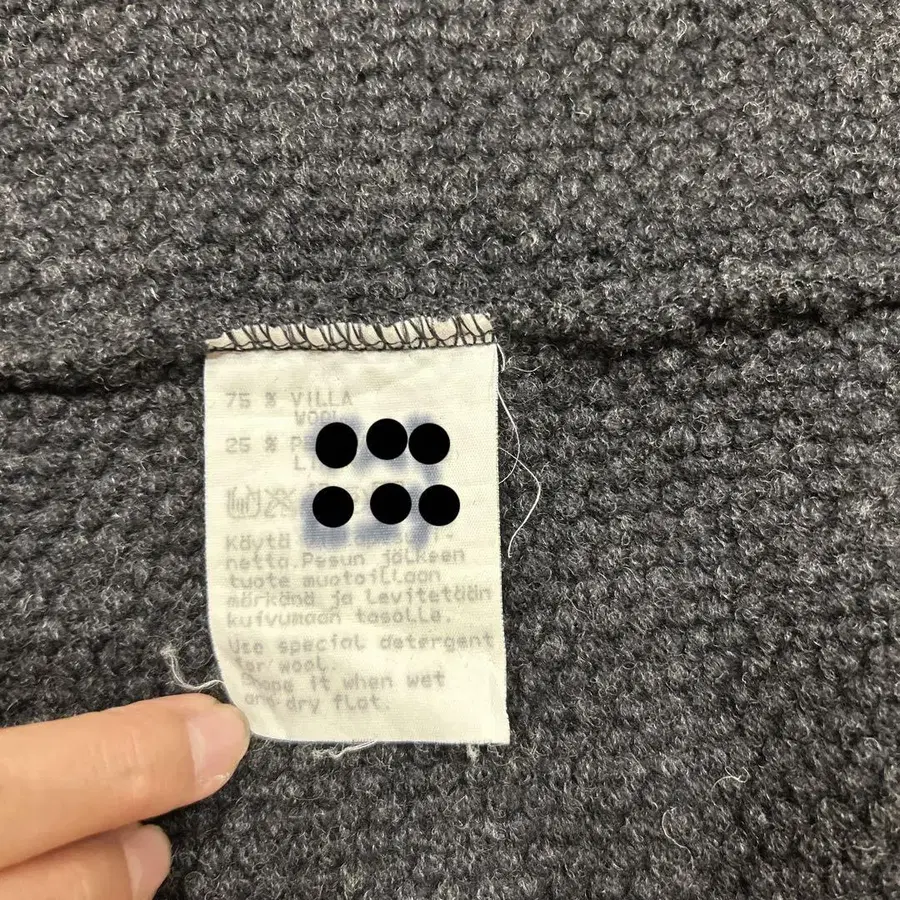 75 % VILLA
WOOL
25 %
Käytä
netta.Pesun jälkeen
tuote muotoillaan
märkänä ja levitetään
kuivumaan tasolle.
Use special detergent
for wool.
Shape it when wet
and dry flat.